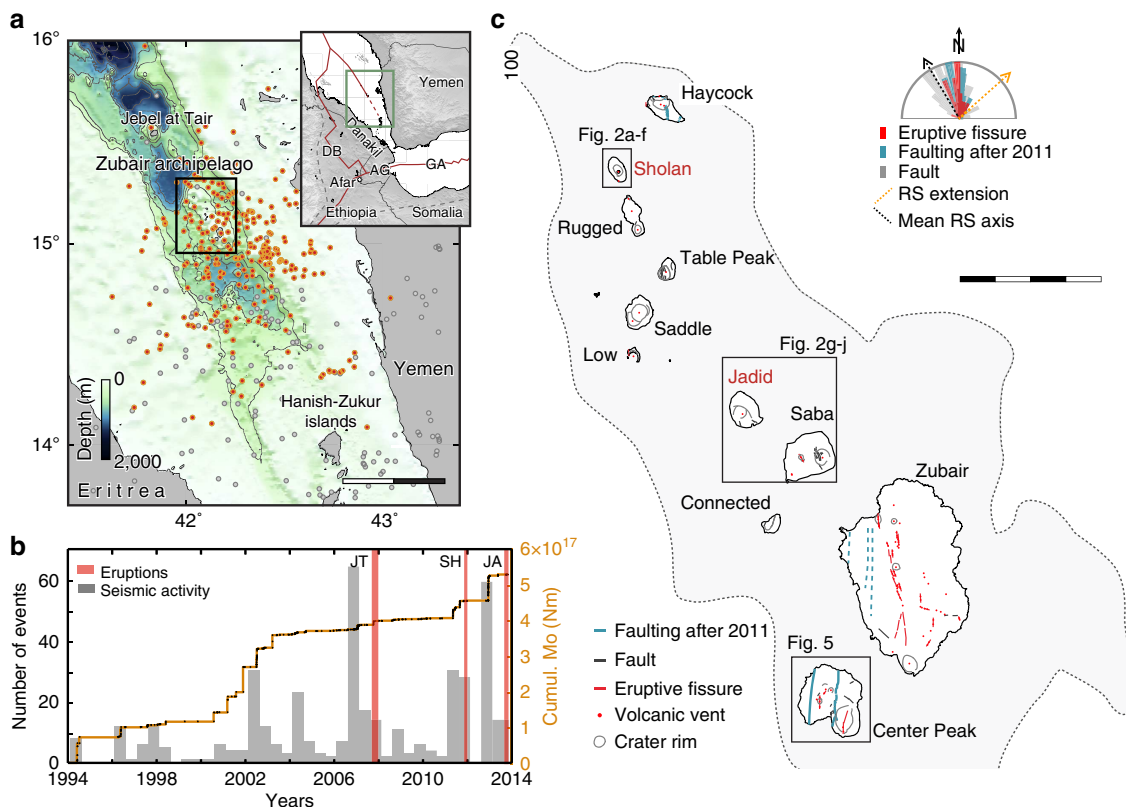 a
16°
15°
14°
42°
43°
Jebel at Tair
Zubair archipelago
Depth (m)
0
2,000
Eritrea
Yemen
Hanish-Zukur
islands
Yemen
Danakil
DB
Afar
AG
GA
Ethiopia
Somalia
b
Eruptions
Seismic activity
JT
SH
JA
Number of events
60
40
20
0
6×10¹⁷
5
4
3
2
1
0
Cumul. Mo (Nm)
1994
1998
2002
2006
2010
2014
Years
c
100
Haycock
Fig. 2a-f
Sholan
Rugged
Table Peak
Saddle
Low
Fig. 2g-j
Jadid
Saba
Connected
Zubair
Fig. 5
Center Peak
N
Eruptive fissure
Faulting after 2011
Fault
RS extension
Mean RS axis
Faulting after 2011
Fault
Eruptive fissure
Volcanic vent
Crater rim